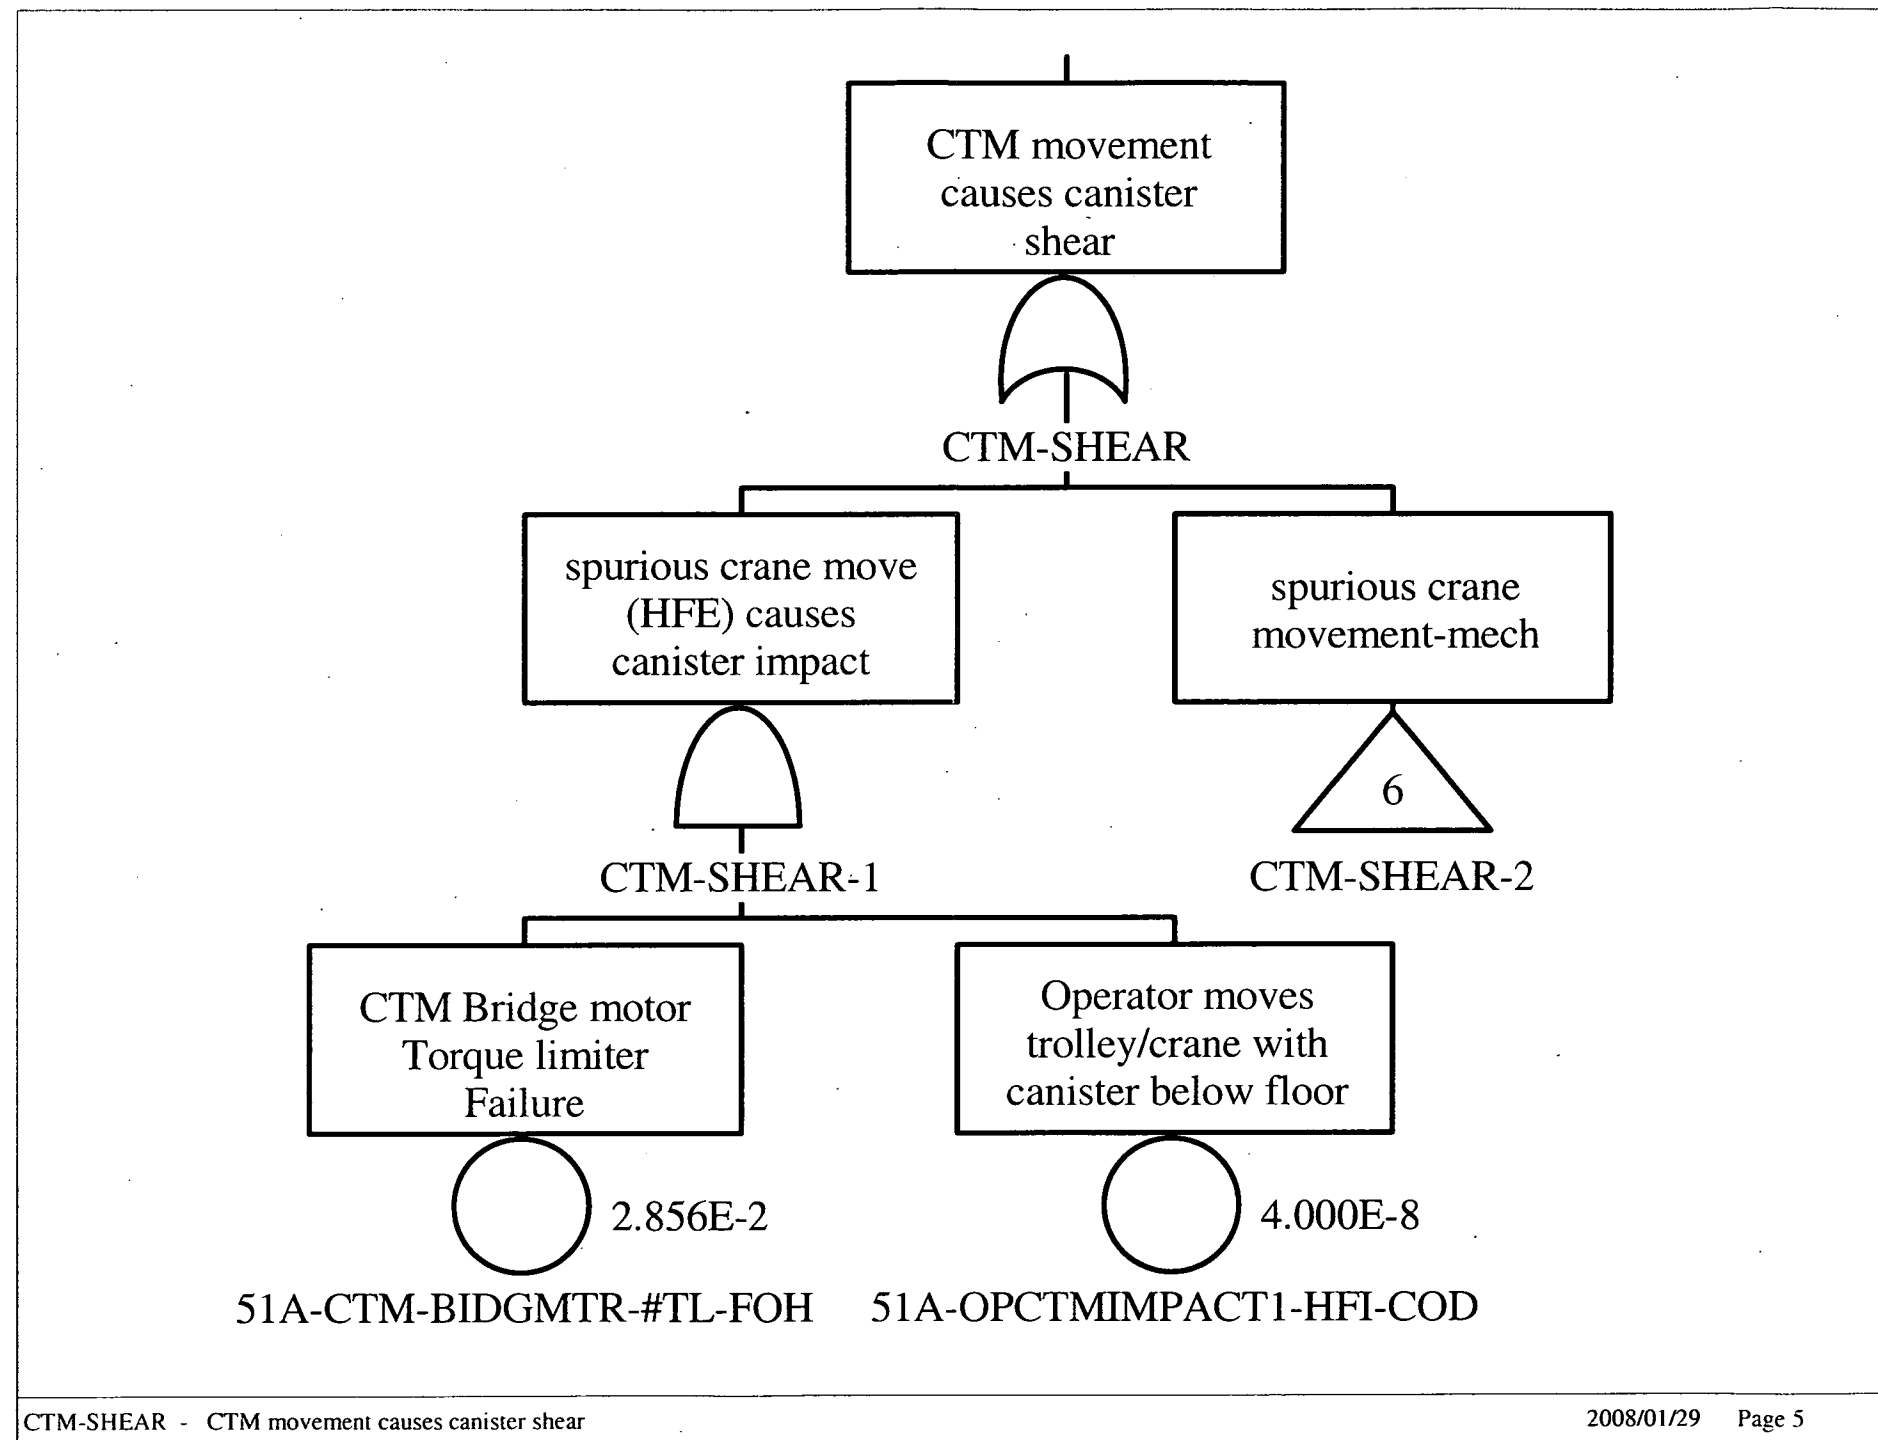 CTM movement
causes canister
shear
CTM-SHEAR
spurious crane move
(HFE) causes
canister impact
spurious crane
movement-mech
6
CTM-SHEAR-1
CTM-SHEAR-2
CTM Bridge motor
Torque limiter
Failure
Operator moves
trolley/crane with
canister below floor
2.856E-2
4.000E-8
51A-CTM-BIDGMTR-#TL-FOH
51A-OPCTMIMPACT1-HFI-COD
CTM-SHEAR - CTM movement causes canister shear
2008/01/29 Page 5